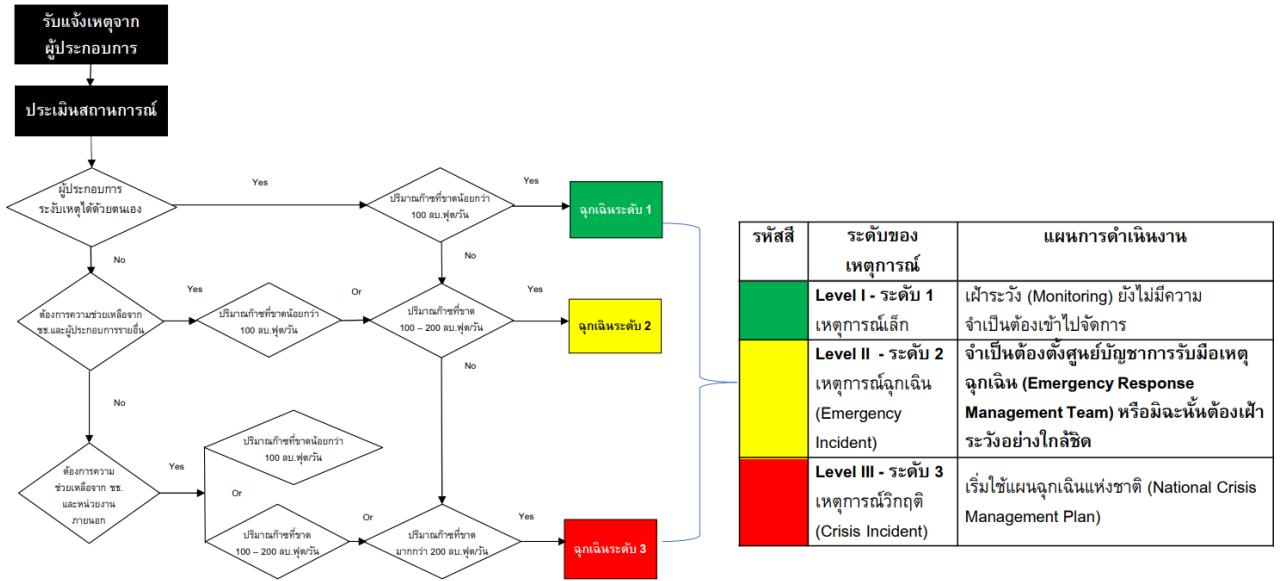 รับแจ้งเหตุจาก
ผู้ประกอบการ
ประเมินสถานการณ์
ผู้ประกอบการ
ระงับเหตุได้ด้วยตนเอง
Yes
ปริมาณก๊าซที่ขาดน้อยกว่า
100 ลบ.ฟุต/วัน
Yes
ฉุกเฉินระดับ 1
No
No
ต้องการความช่วยเหลือจาก
ชธ.และผู้ประกอบการรายอื่น
Yes
ปริมาณก๊าซที่ขาดน้อยกว่า
100 ลบ.ฟุต/วัน
Or
ปริมาณก๊าซที่ขาด
100 – 200 ลบ.ฟุต/วัน
Yes
ฉุกเฉินระดับ 2
No
No
ต้องการความ
ช่วยเหลือจาก ชธ.
และหน่วยงาน
ภายนอก
Yes
ปริมาณก๊าซที่ขาดน้อยกว่า
100 ลบ.ฟุต/วัน
Or
ปริมาณก๊าซที่ขาด
100 – 200 ลบ.ฟุต/วัน
Or
ปริมาณก๊าซที่ขาด
มากกว่า 200 ลบ.ฟุต/วัน
Yes
ฉุกเฉินระดับ 3
รหัสสี
ระดับของ
เหตุการณ์
แผนการดำเนินงาน
Level I - ระดับ 1
เหตุการณ์เล็ก
เฝ้าระวัง (Monitoring) ยังไม่มีความ
จำเป็นต้องเข้าไปจัดการ
Level II - ระดับ 2
เหตุการณ์ฉุกเฉิน
(Emergency
Incident)
จำเป็นต้องตั้งศูนย์บัญชาการรับมือเหตุ
ฉุกเฉิน (Emergency Response
Management Team) หรือมิฉะนั้นต้องเฝ้า
ระวังอย่างใกล้ชิด
Level III - ระดับ 3
เหตุการณ์วิกฤติ
(Crisis Incident)
เริ่มใช้แผนฉุกเฉินแห่งชาติ (National Crisis
Management Plan)